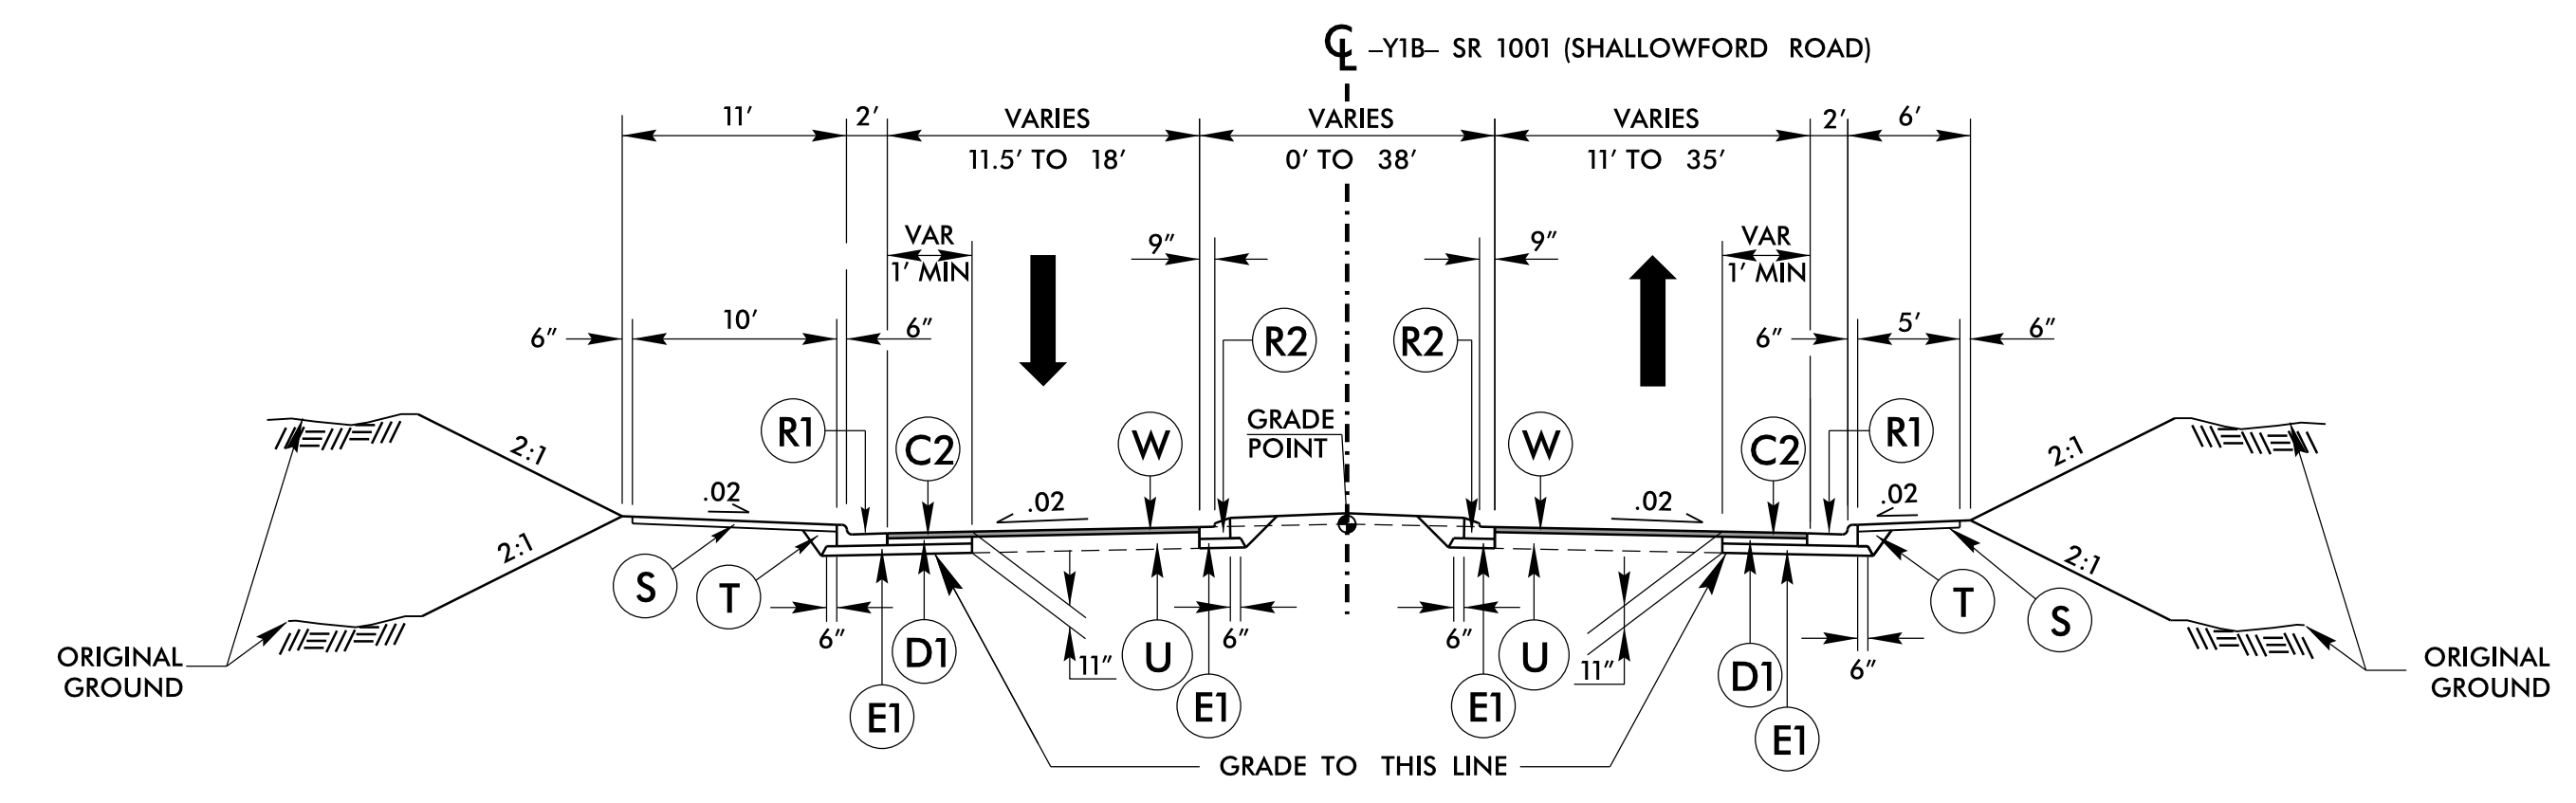 CL –Y1B– SR 1001 (SHALLOWFORD ROAD)
11' 2' VARIES VARIES VARIES 2' 6'
11.5' TO 18' 0' TO 38' 11' TO 35'
VAR 9" 9" VAR
1' MIN 1' MIN
6" 10' 6" R2 R2 6" 5' 6"
GRADE
POINT
R1 C2 W W C2 R1
2:1 2:1
.02 .02 .02 .02
2:1 2:1
S T T S
6" 6" 6" 6"
D1 11" U U 11" D1
E1 E1 E1 E1
ORIGINAL
GROUND
ORIGINAL
GROUND
GRADE TO THIS LINE